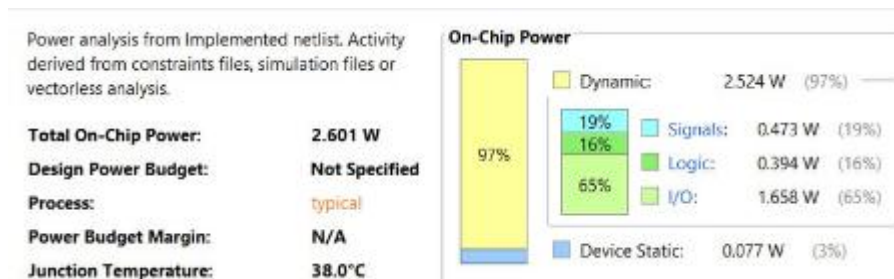 Power analysis from Implemented netlist. Activity
derived from constraints files, simulation files or
vectorless analysis.
Total On-Chip Power: 2.601 W
Design Power Budget: Not Specified
Process: typical
Power Budget Margin: N/A
Junction Temperature: 38.0°C
On-Chip Power
97%
Dynamic: 2.524 W (97%)
19% Signals: 0.473 W (19%)
16% Logic: 0.394 W (16%)
65% I/O: 1.658 W (65%)
Device Static: 0.077 W (3%)